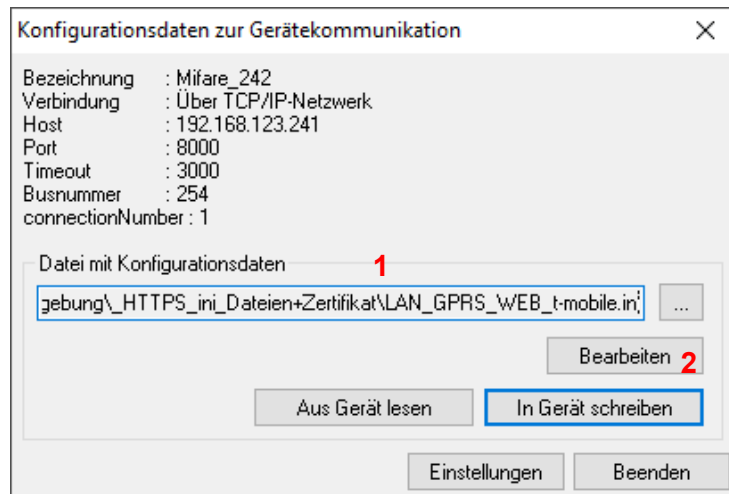 Konfigurationsdaten zur Gerätekommunikation
Bezeichnung : Mifare_242
Verbindung : Über TCP/IP-Netzwerk
Host : 192.168.123.241
Port : 8000
Timeout : 3000
Busnummer : 254
connectionNumber : 1
Datei mit Konfigurationsdaten 1
gebung\_HTTPS_ini_Dateien+Zertifikat\LAN_GPRS_WEB_t-mobile.in ...
Bearbeiten 2
Aus Gerät lesen In Gerät schreiben
Einstellungen Beenden